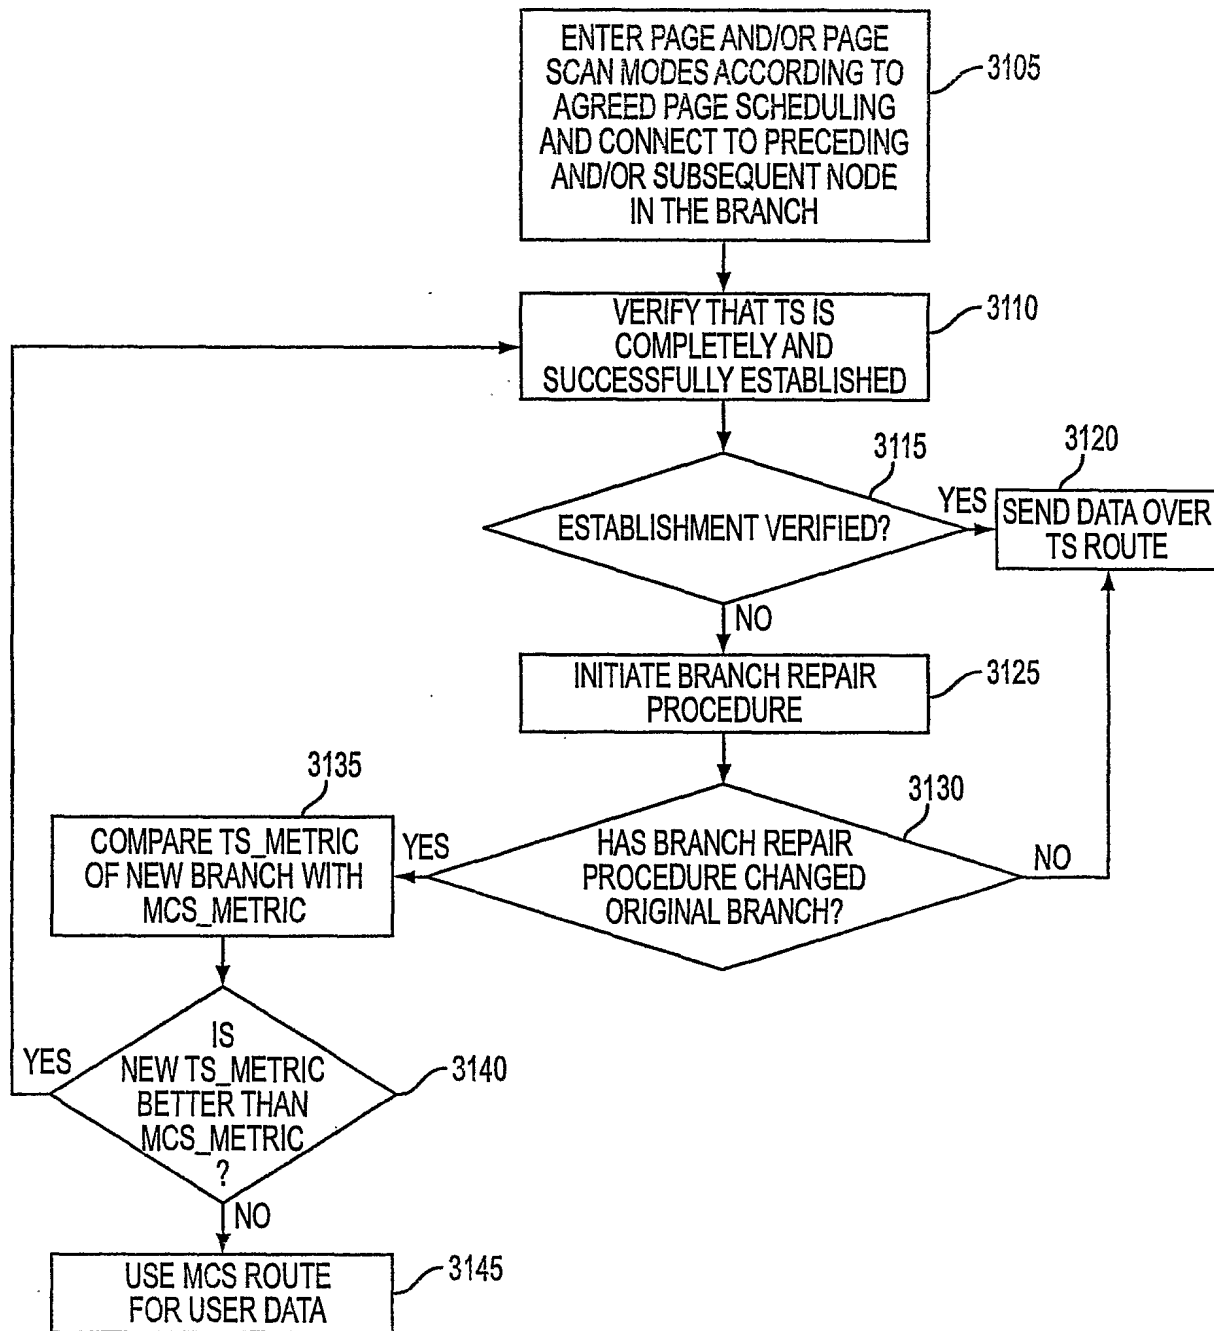 ENTER PAGE AND/OR PAGE
SCAN MODES ACCORDING TO
AGREED PAGE SCHEDULING
AND CONNECT TO PRECEDING
AND/OR SUBSEQUENT NODE
IN THE BRANCH
3105
VERIFY THAT TS IS
COMPLETELY AND
SUCCESSFULLY ESTABLISHED
3110
ESTABLISHMENT VERIFIED?
3115
YES
3120
SEND DATA OVER
TS ROUTE
NO
INITIATE BRANCH REPAIR
PROCEDURE
3125
3130
HAS BRANCH REPAIR
PROCEDURE CHANGED
ORIGINAL BRANCH?
NO
YES
3135
COMPARE TS_METRIC
OF NEW BRANCH WITH
MCS_METRIC
YES
IS
NEW TS_METRIC
BETTER THAN
MCS_METRIC
?
3140
NO
USE MCS ROUTE
FOR USER DATA
3145